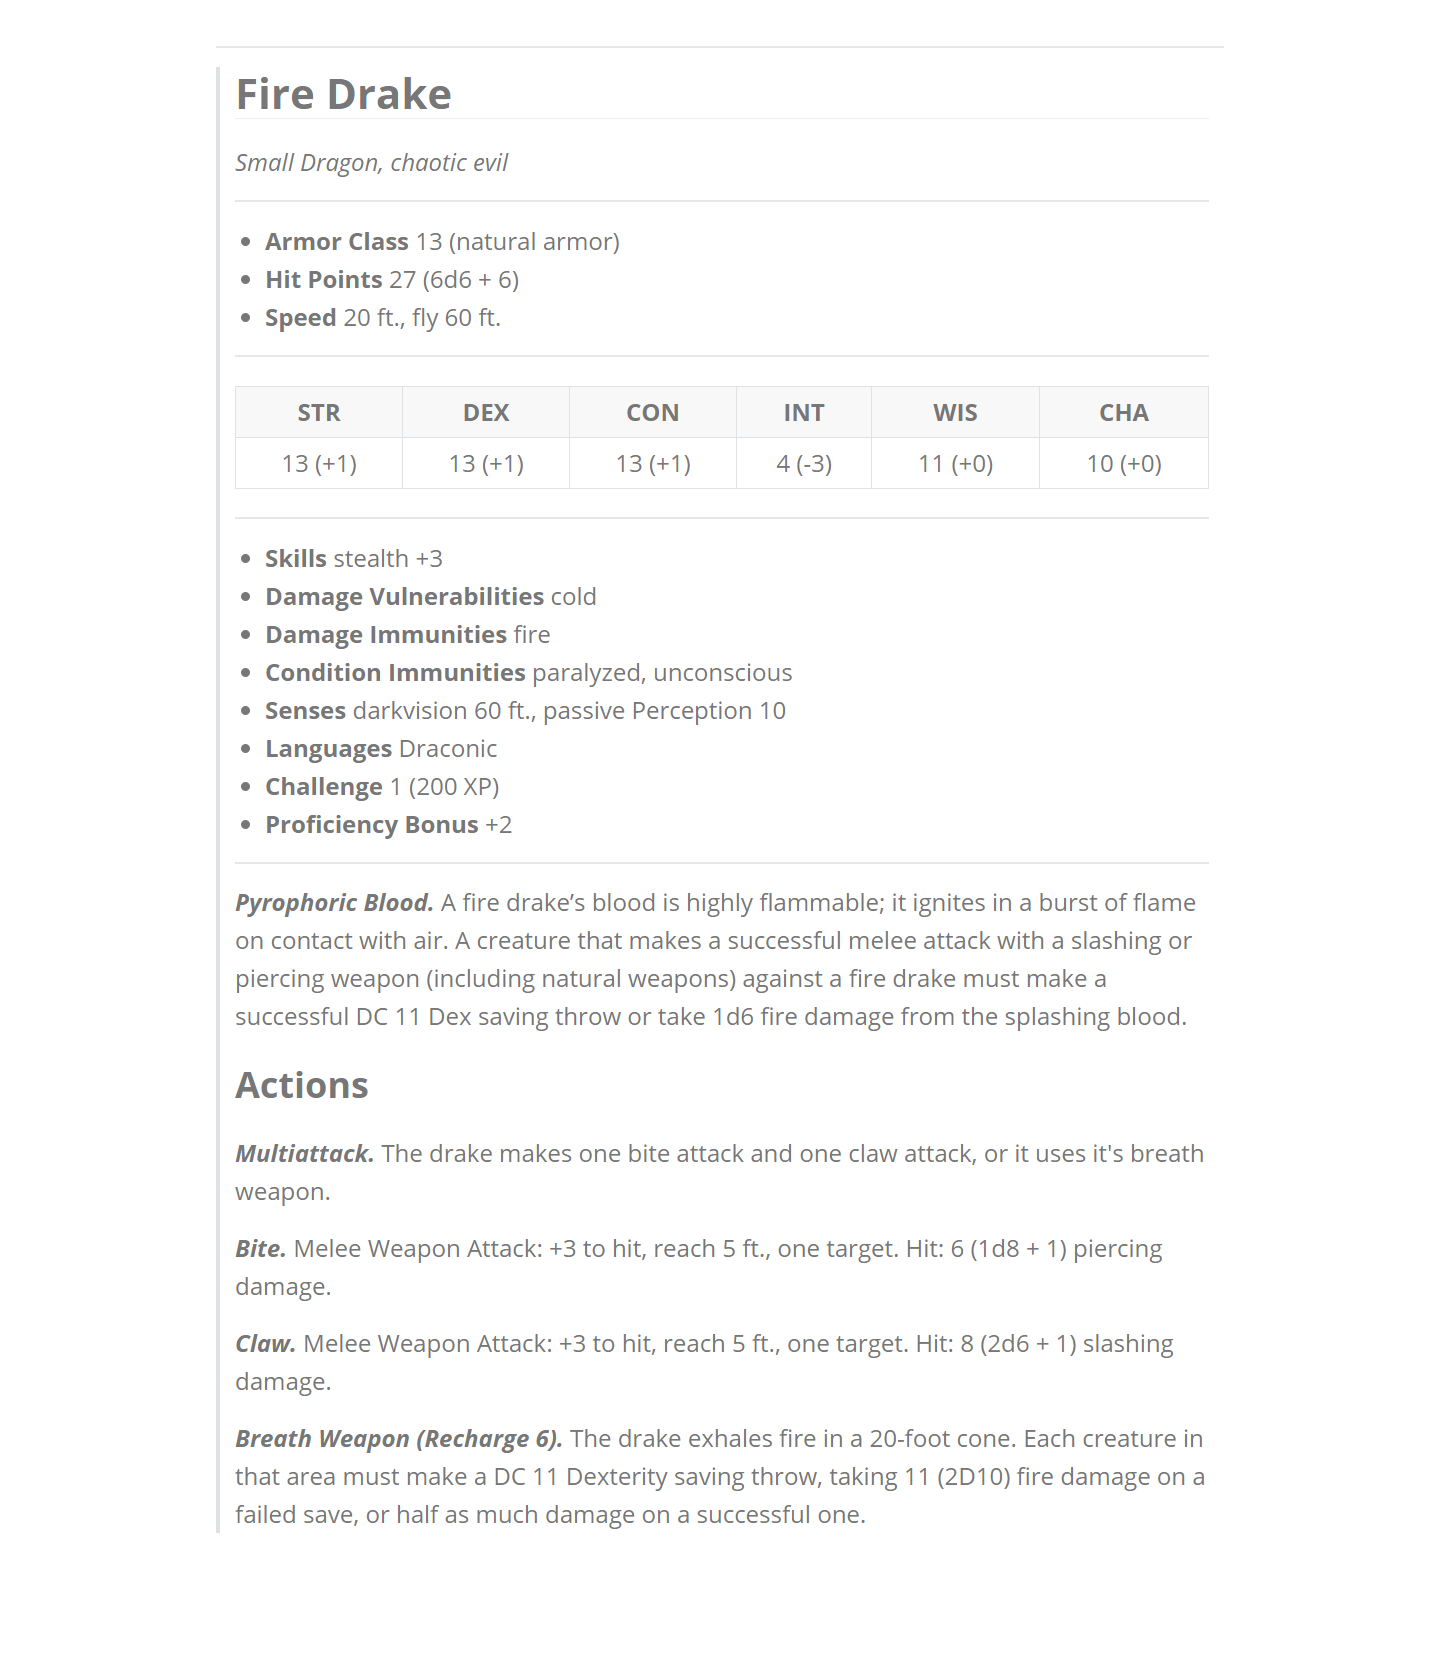 Fire Drake
Small Dragon, chaotic evil
Armor Class 13 (natural armor)
Hit Points 27 (6d6 + 6)
Speed 20 ft., fly 60 ft.
STR DEX CON INT WIS CHA
13 (+1) 13 (+1) 13 (+1) 4 (-3) 11 (+0) 10 (+0)
Skills stealth +3
Damage Vulnerabilities cold
Damage Immunities fire
Condition Immunities paralyzed, unconscious
Senses darkvision 60 ft., passive Perception 10
Languages Draconic
Challenge 1 (200 XP)
Proficiency Bonus +2
Pyrophoric Blood. A fire drake’s blood is highly flammable; it ignites in a burst of flame
on contact with air. A creature that makes a successful melee attack with a slashing or
piercing weapon (including natural weapons) against a fire drake must make a
successful DC 11 Dex saving throw or take 1d6 fire damage from the splashing blood.
Actions
Multiattack. The drake makes one bite attack and one claw attack, or it uses it's breath
weapon.
Bite. Melee Weapon Attack: +3 to hit, reach 5 ft., one target. Hit: 6 (1d8 + 1) piercing
damage.
Claw. Melee Weapon Attack: +3 to hit, reach 5 ft., one target. Hit: 8 (2d6 + 1) slashing
damage.
Breath Weapon (Recharge 6). The drake exhales fire in a 20-foot cone. Each creature in
that area must make a DC 11 Dexterity saving throw, taking 11 (2D10) fire damage on a
failed save, or half as much damage on a successful one.